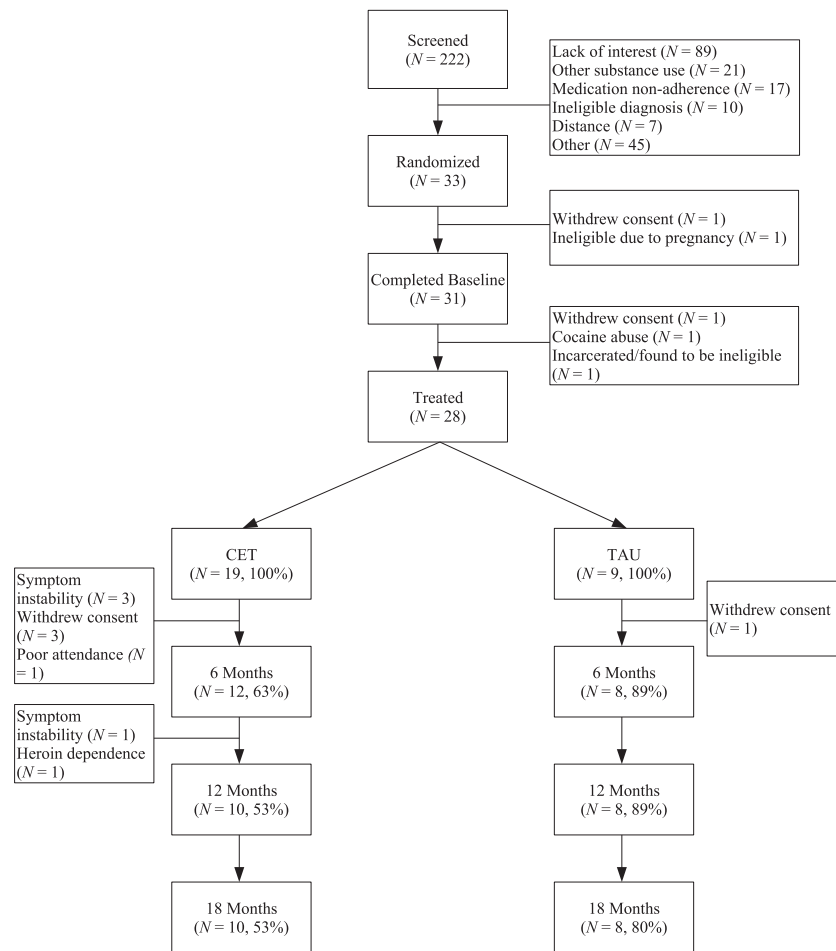 Screened
(N = 222)
Lack of interest (N = 89)
Other substance use (N = 21)
Medication non-adherence (N = 17)
Ineligible diagnosis (N = 10)
Distance (N = 7)
Other (N = 45)
Randomized
(N = 33)
Withdrew consent (N = 1)
Ineligible due to pregnancy (N = 1)
Completed Baseline
(N = 31)
Withdrew consent (N = 1)
Cocaine abuse (N = 1)
Incarcerated/found to be ineligible
(N = 1)
Treated
(N = 28)
CET
(N = 19, 100%)
TAU
(N = 9, 100%)
Symptom
instability (N = 3)
Withdrew consent
(N = 3)
Poor attendance (N
= 1)
Withdrew consent
(N = 1)
6 Months
(N = 12, 63%)
6 Months
(N = 8, 89%)
Symptom
instability (N = 1)
Heroin dependence
(N = 1)
12 Months
(N = 10, 53%)
12 Months
(N = 8, 89%)
18 Months
(N = 10, 53%)
18 Months
(N = 8, 80%)